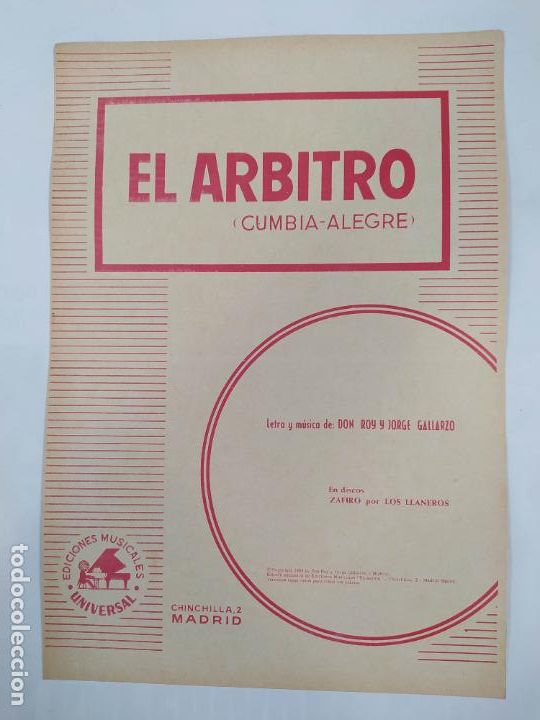 EL ARBITRO
(CUMBIA-ALEGRE)
Letra y música de: DON ROY y JORGE GALLARZO
En discos
ZAFIRO por LOS LLANEROS
EDICIONES MUSICALES
UNIVERSAL
CHINCHILLA, 2
MADRID
todocoleccion.net